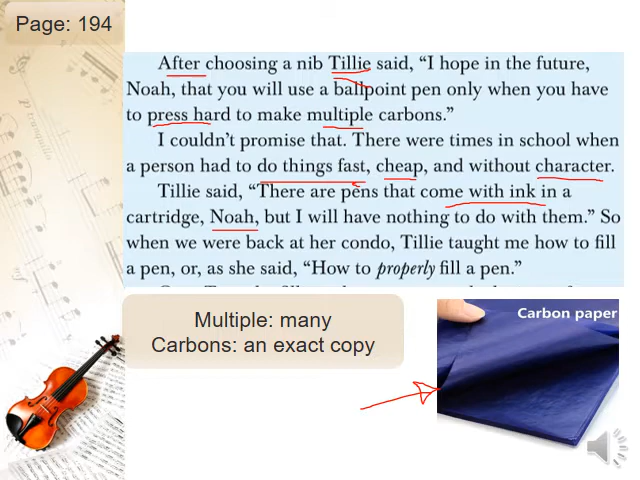 Page: 194
After choosing a nib Tillie said, “I hope in the future,
Noah, that you will use a ballpoint pen only when you have
to press hard to make multiple carbons.”
I couldn’t promise that. There were times in school when
a person had to do things fast, cheap, and without character.
Tillie said, “There are pens that come with ink in a
cartridge, Noah, but I will have nothing to do with them.” So
when we were back at her condo, Tillie taught me how to fill
a pen, or, as she said, “How to properly fill a pen.”
Multiple: many
Carbons: an exact copy
Carbon paper